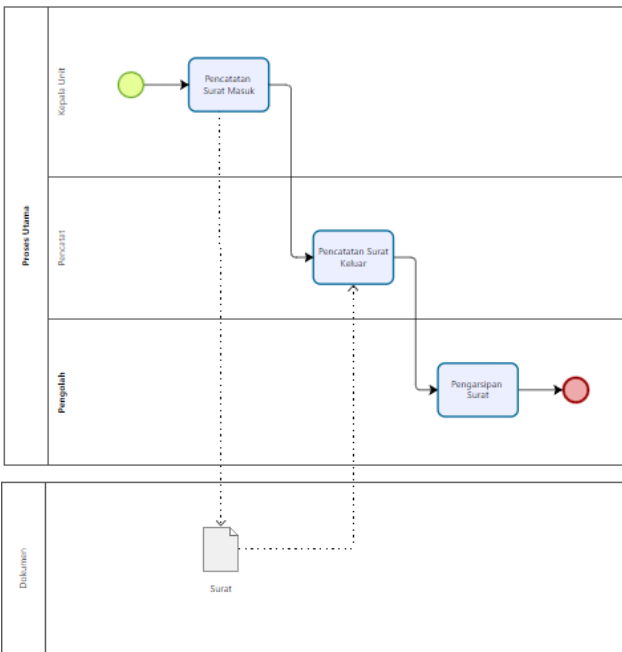 Proses Utama
Kepala Unit
Pencatatan
Surat Masuk
Pencatat
Pencatatan Surat
Keluar
Pengolah
Pengarsipan
Surat
Dokumen
Surat